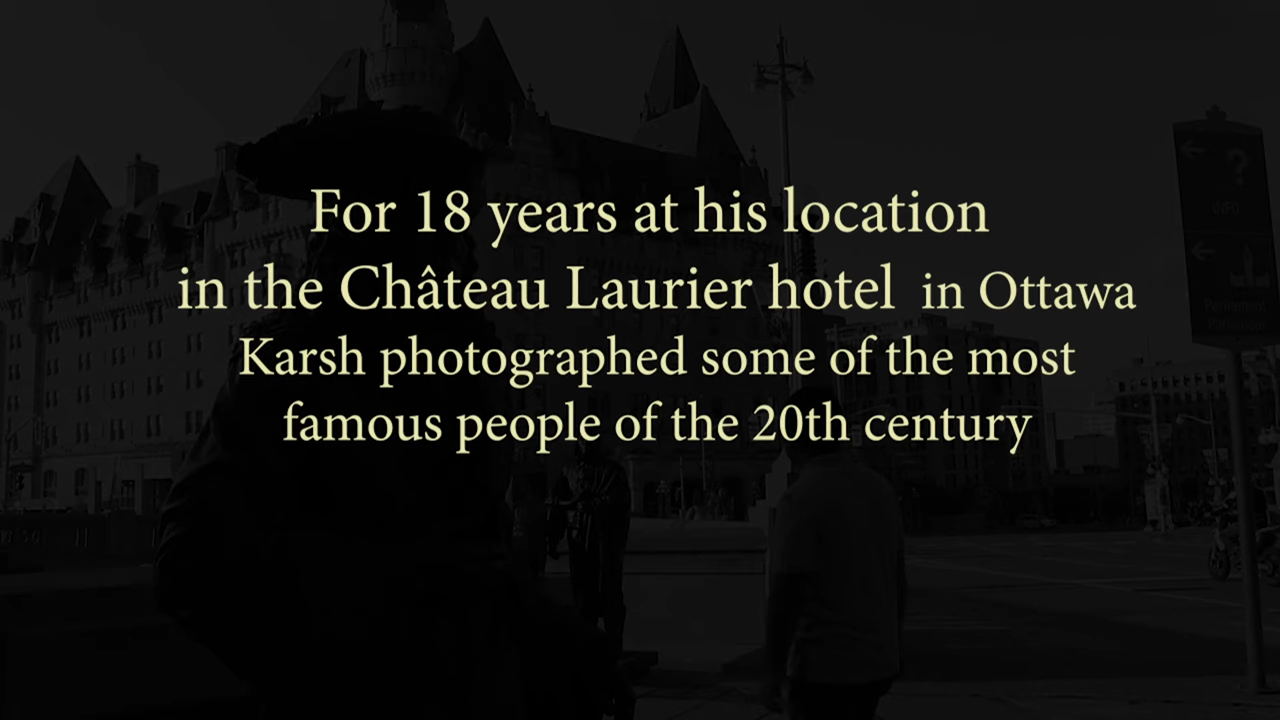 For 18 years at his location
in the Château Laurier hotel in Ottawa
Karsh photographed some of the most
famous people of the 20th century
?
INFO